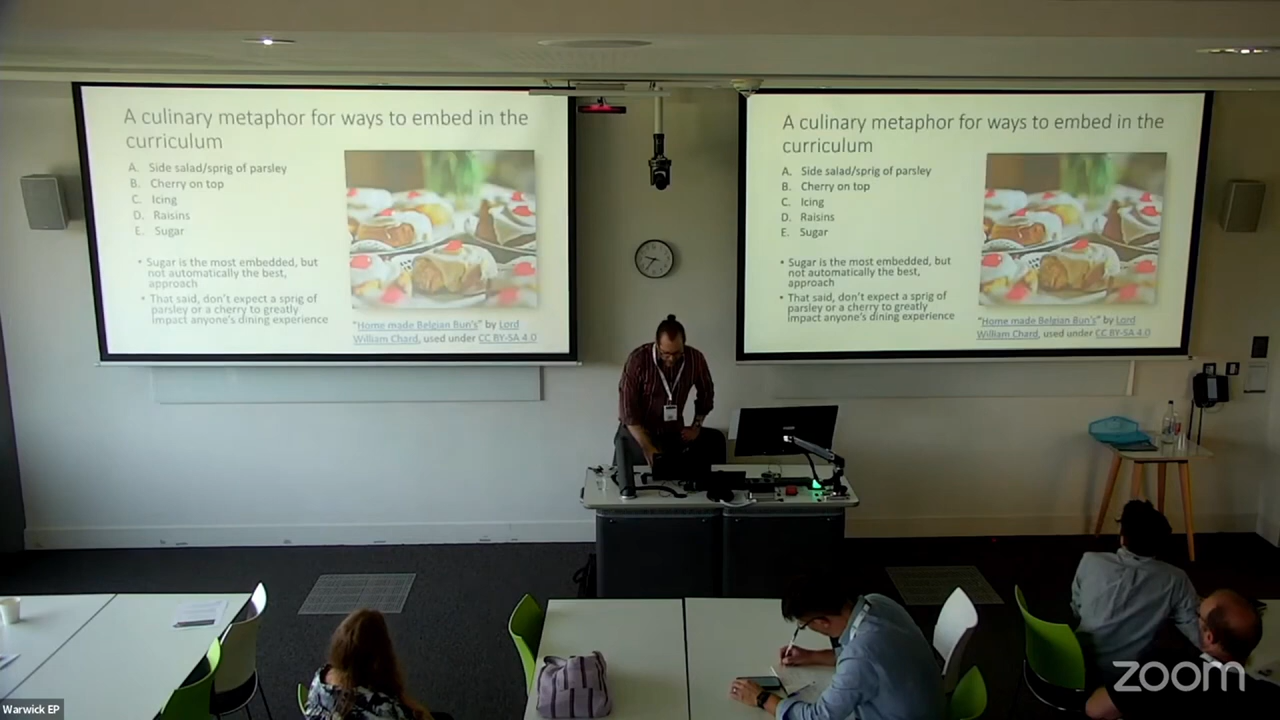 A culinary metaphor for ways to embed in the
curriculum
A. Side salad/sprig of parsley
B. Cherry on top
C. Icing
D. Raisins
E. Sugar
• Sugar is the most embedded, but
not automatically the best,
approach
• That said, don't expect a sprig of
parsley or a cherry to greatly
impact anyone's dining experience
"Home made Belgian Bun's" by Lord
William Chard, used under CC BY-SA 4.0
A culinary metaphor for ways to embed in the
curriculum
A. Side salad/sprig of parsley
B. Cherry on top
C. Icing
D. Raisins
E. Sugar
• Sugar is the most embedded, but
not automatically the best,
approach
• That said, don't expect a sprig of
parsley or a cherry to greatly
impact anyone's dining experience
"Home made Belgian Bun's" by Lord
William Chard, used under CC BY-SA 4.0
Warwick EP
zoom